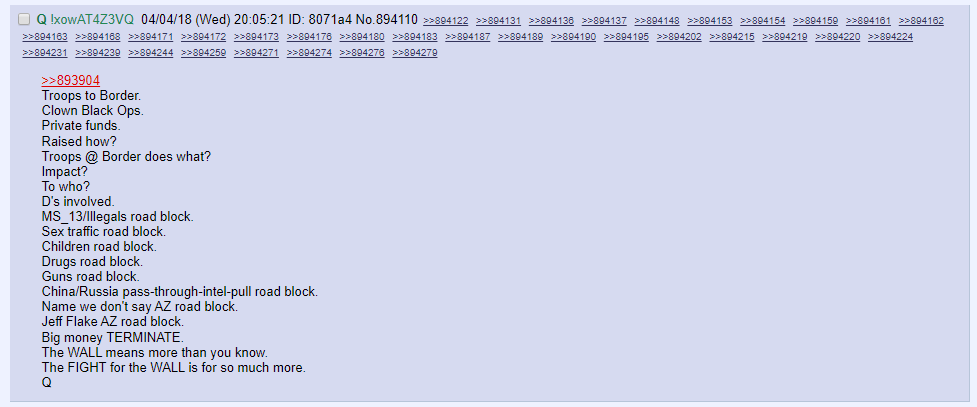 Q IxowAT4Z3VQ 04/04/18 (Wed) 20:05:21 ID: 8071a4 No.894110 >>894122 >>894131 >>894136 >>894137 >>894148 >>894153 >>894154 >>894159 >>894161 >>894162
>>894163 >>894168 >>894171 >>894172 >>894173 >>894176 >>894180 >>894183 >>894187 >>894189 >>894190 >>894195 >>894202 >>894215 >>894219 >>894220 >>894224
>>894231 >>894239 >>894244 >>894259 >>894271 >>894274 >>894276 >>894279
>>893904
Troops to Border.
Clown Black Ops.
Private funds.
Raised how?
Troops @ Border does what?
Impact?
To who?
D's involved.
MS_13/Illegals road block.
Sex traffic road block.
Children road block.
Drugs road block.
Guns road block.
China/Russia pass-through-intel-pull road block.
Name we don't say AZ road block.
Jeff Flake AZ road block.
Big money TERMINATE.
The WALL means more than you know.
The FIGHT for the WALL is for so much more.
Q